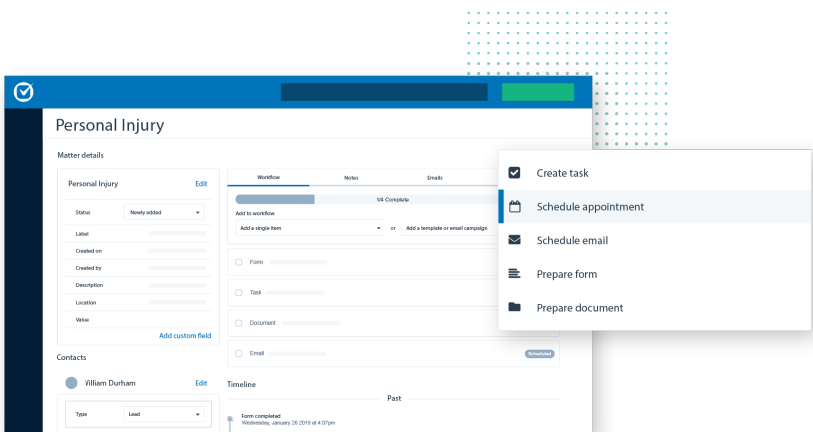 Personal Injury
Matter details
Personal Injury
Edit
Status
Newly added
Label
Created on
Created by
Description
Location
Value
Add custom field
Contacts
William Durham
Edit
Type
Lead
Workflow
Notes
Emails
1/4 Complete
Add to workflow
Add a single item
or
Add a template or email campaign
Form
Task
Document
Email
Scheduled
Timeline
Past
Form completed
Wednesday, January 26 2019 at 4:07pm
Create task
Schedule appointment
Schedule email
Prepare form
Prepare document